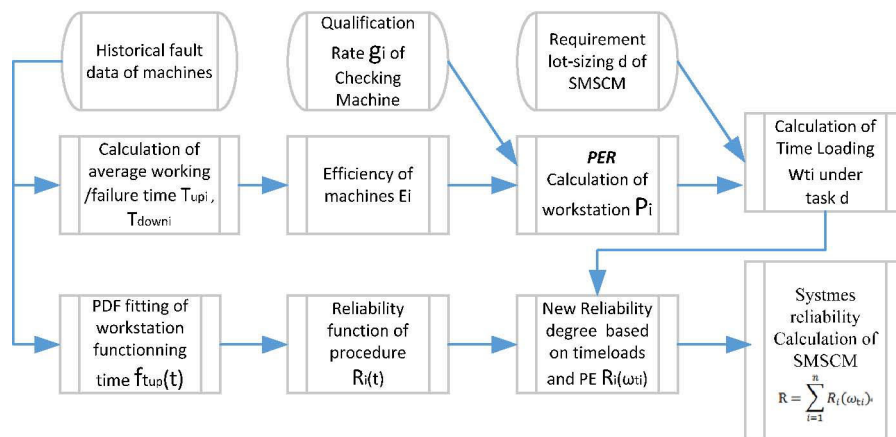 Historical fault
data of machines
Qualification
Rate gi of
Checking
Machine
Requirement
lot-sizing d of
SMSCM
Calculation of
average working
/failure time Tupi ,
Tdowni
Efficiency of
machines Ei
PER
Calculation of
workstation Pi
Calculation of
Time Loading
wti under
task d
PDF fitting of
workstation
functionning
time ftup(t)
Reliability
function of
procedure
Ri(t)
New Reliability
degree based
on timeloads
and PE Ri(ωti)
Systmes
reliability
Calculation of
SMSCM
R = ∑ni=1 Ri(ωti).